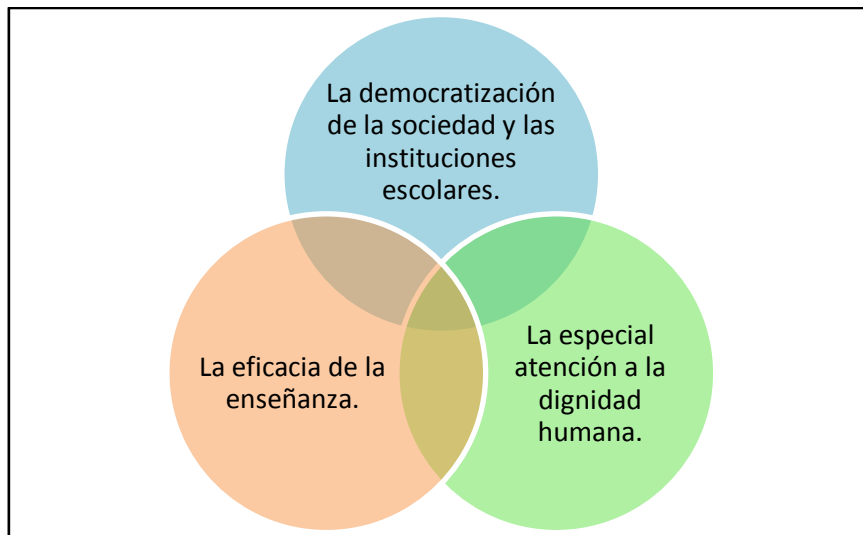 La democratización
de la sociedad y las
instituciones
escolares.
La eficacia de la
enseñanza.
La especial
atención a la
dignidad
humana.